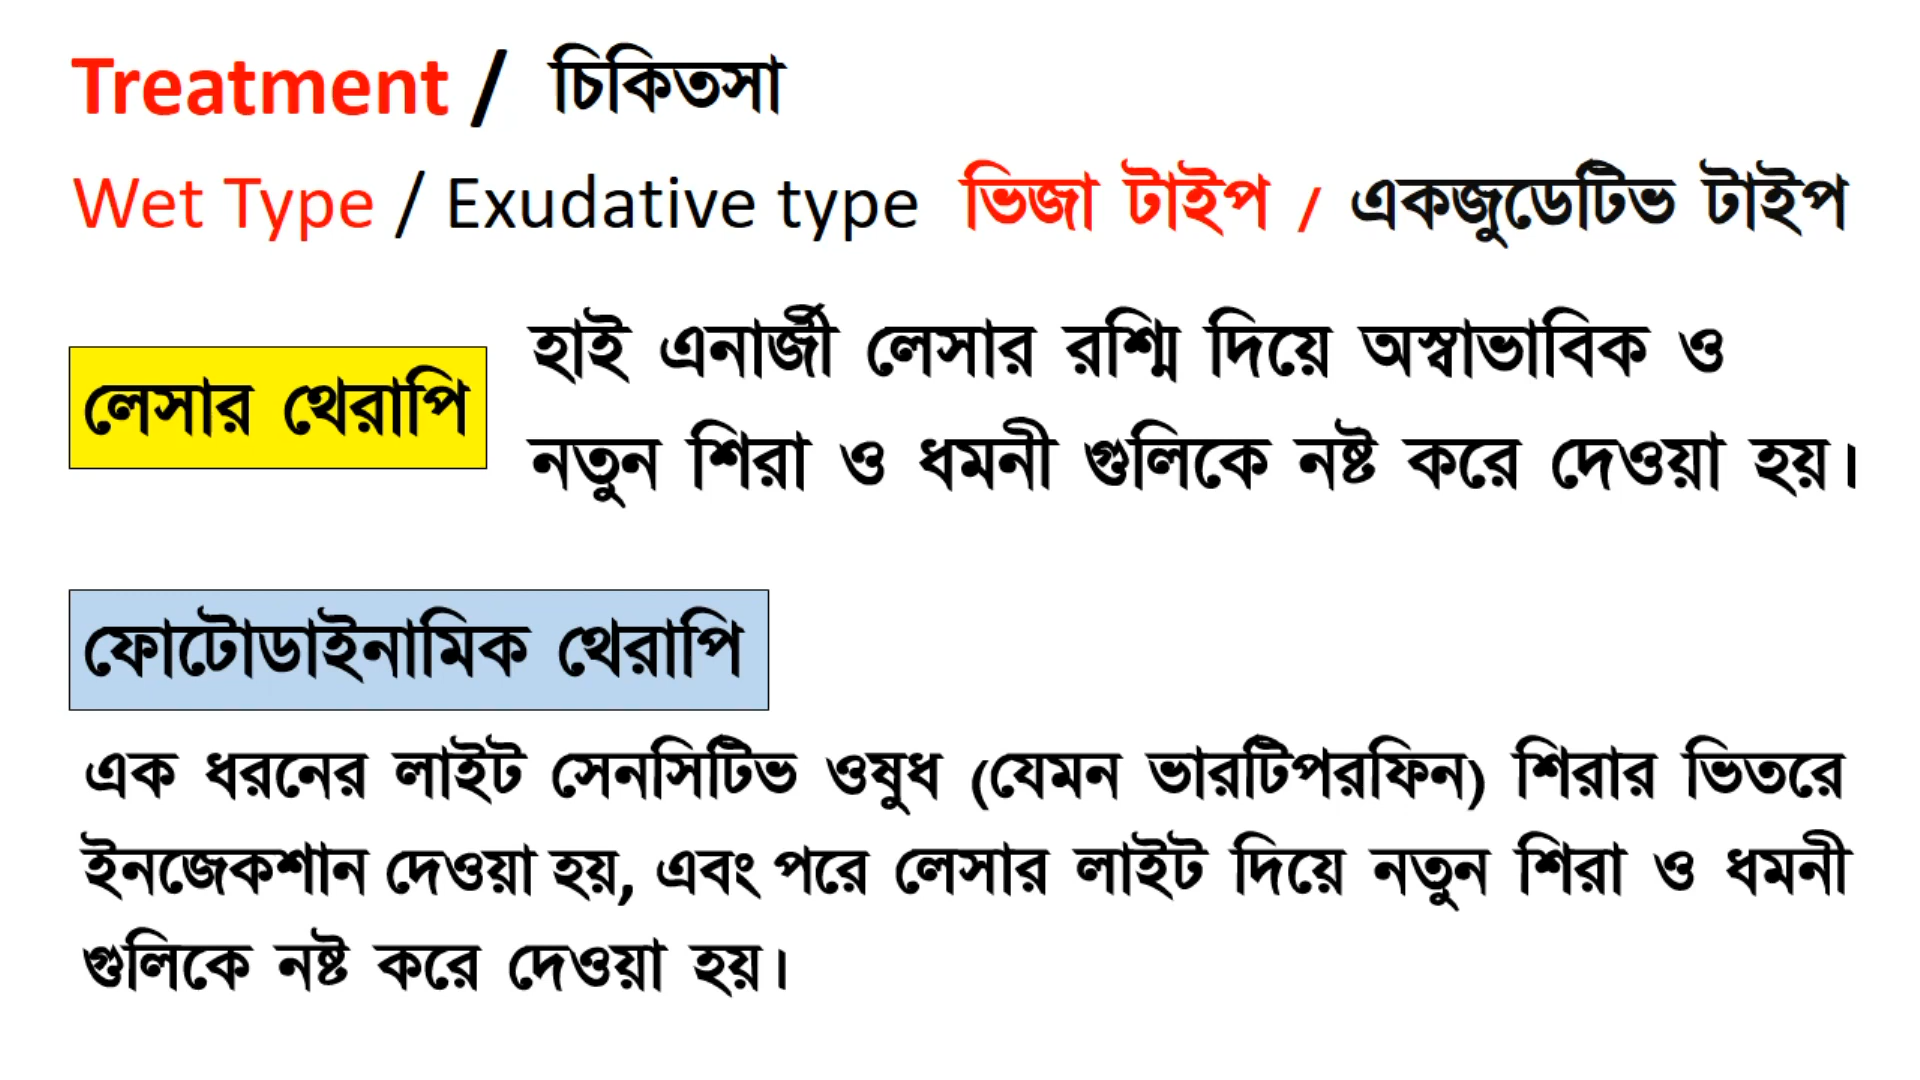 Treatment / চিকিতসা
Wet Type / Exudative type ভিজা টাইপ / একজুডেটিভ টাইপ
হাই এনার্জী লেসার রশ্মি দিয়ে অস্বাভাবিক ও
লেসার থেরাপি
নতুন শিরা ও ধমনী গুলিকে নষ্ট করে দেওয়া হয়।
ফোটোডাইনামিক থেরাপি
এক ধরনের লাইট সেনসিটিভ ওষুধ (যেমন ভারটিপরফিন) শিরার ভিতরে
ইনজেকশান দেওয়া হয়, এবং পরে লেসার লাইট দিয়ে নতুন শিরা ও ধমনী
গুলিকে নষ্ট করে দেওয়া হয়।